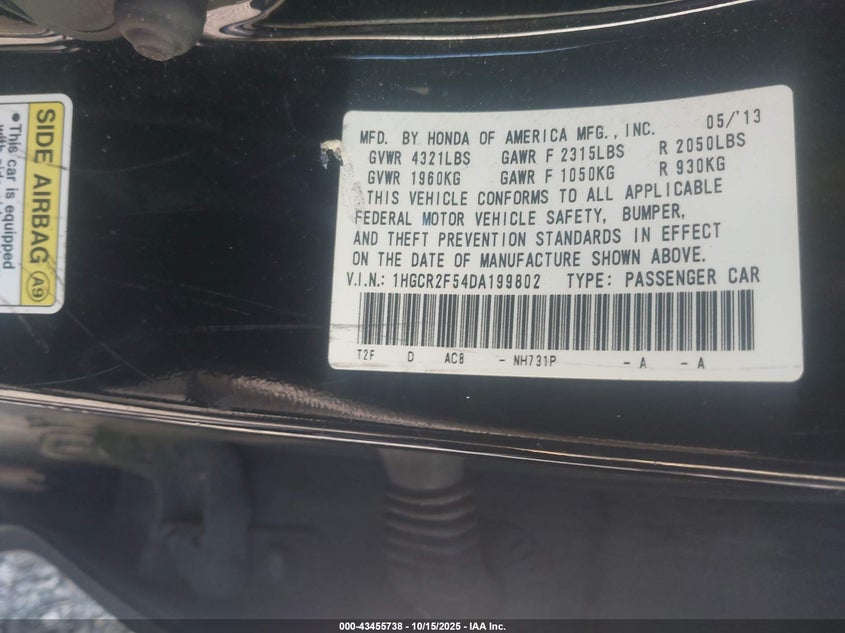 SIDE AIRBAG A9
• This car is equipped
MFD. BY HONDA OF AMERICA MFG., INC. 05/'13
GVWR 4321LBS GAWR F 2315LBS R 2050LBS
GVWR 1960KG GAWR F 1050KG R 930KG
THIS VEHICLE CONFORMS TO ALL APPLICABLE
FEDERAL MOTOR VEHICLE SAFETY, BUMPER,
AND THEFT PREVENTION STANDARDS IN EFFECT
ON THE DATE OF MANUFACTURE SHOWN ABOVE.
V.I.N.: 1HGCR2F54DA199802 TYPE: PASSENGER CAR
T2F D AC8 - NH731P - A - A
000-43455738 - 10/15/2025 - IAA Inc.